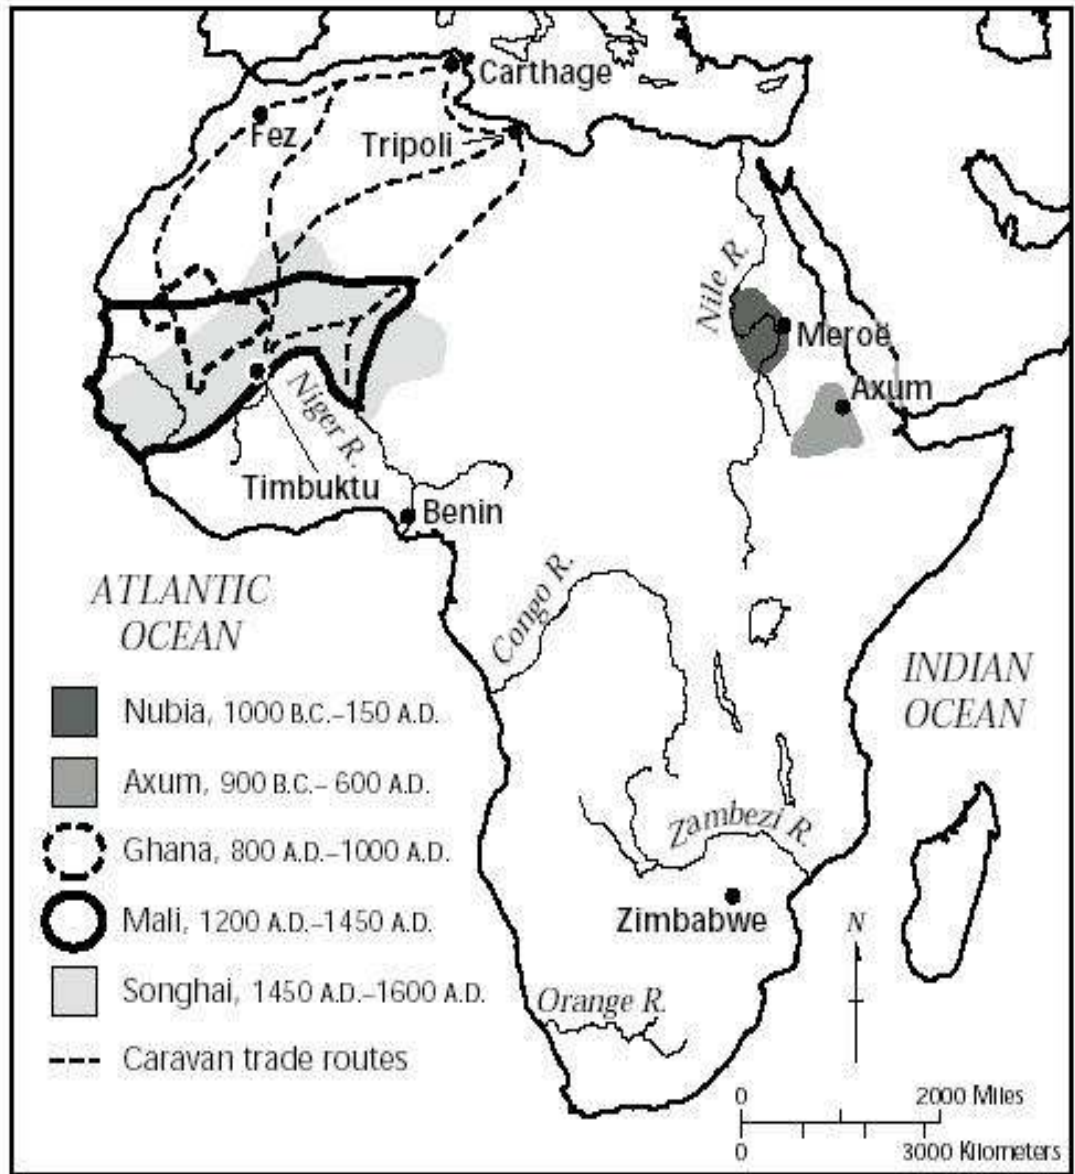 Carthage
Fez
Tripoli
Nile R.
Meroë
Axum
Niger R.
Timbuktu
Benin
ATLANTIC
OCEAN
Congo R.
INDIAN
OCEAN
Nubia, 1000 B.C.–150 A.D.
Axum, 900 B.C.– 600 A.D.
Ghana, 800 A.D.–1000 A.D.
Mali, 1200 A.D.–1450 A.D.
Songhai, 1450 A.D.–1600 A.D.
Caravan trade routes
Zambezi R.
Zimbabwe
N
Orange R.
0 2000 Miles
0 3000 Kilometers